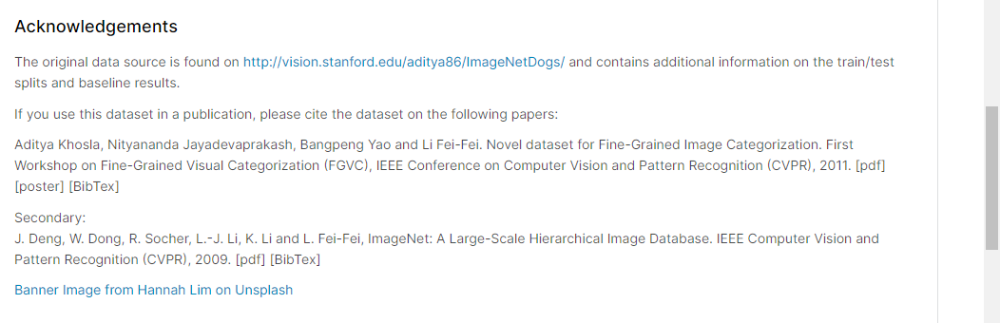 Acknowledgements
The original data source is found on http://vision.stanford.edu/aditya86/ImageNetDogs/ and contains additional information on the train/test
splits and baseline results.
If you use this dataset in a publication, please cite the dataset on the following papers:
Aditya Khosla, Nityananda Jayadevaprakash, Bangpeng Yao and Li Fei-Fei. Novel dataset for Fine-Grained Image Categorization. First
Workshop on Fine-Grained Visual Categorization (FGVC), IEEE Conference on Computer Vision and Pattern Recognition (CVPR), 2011. [pdf]
[poster] [BibTex]
Secondary:
J. Deng, W. Dong, R. Socher, L.-J. Li, K. Li and L. Fei-Fei, ImageNet: A Large-Scale Hierarchical Image Database. IEEE Computer Vision and
Pattern Recognition (CVPR), 2009. [pdf] [BibTex]
Banner Image from Hannah Lim on Unsplash